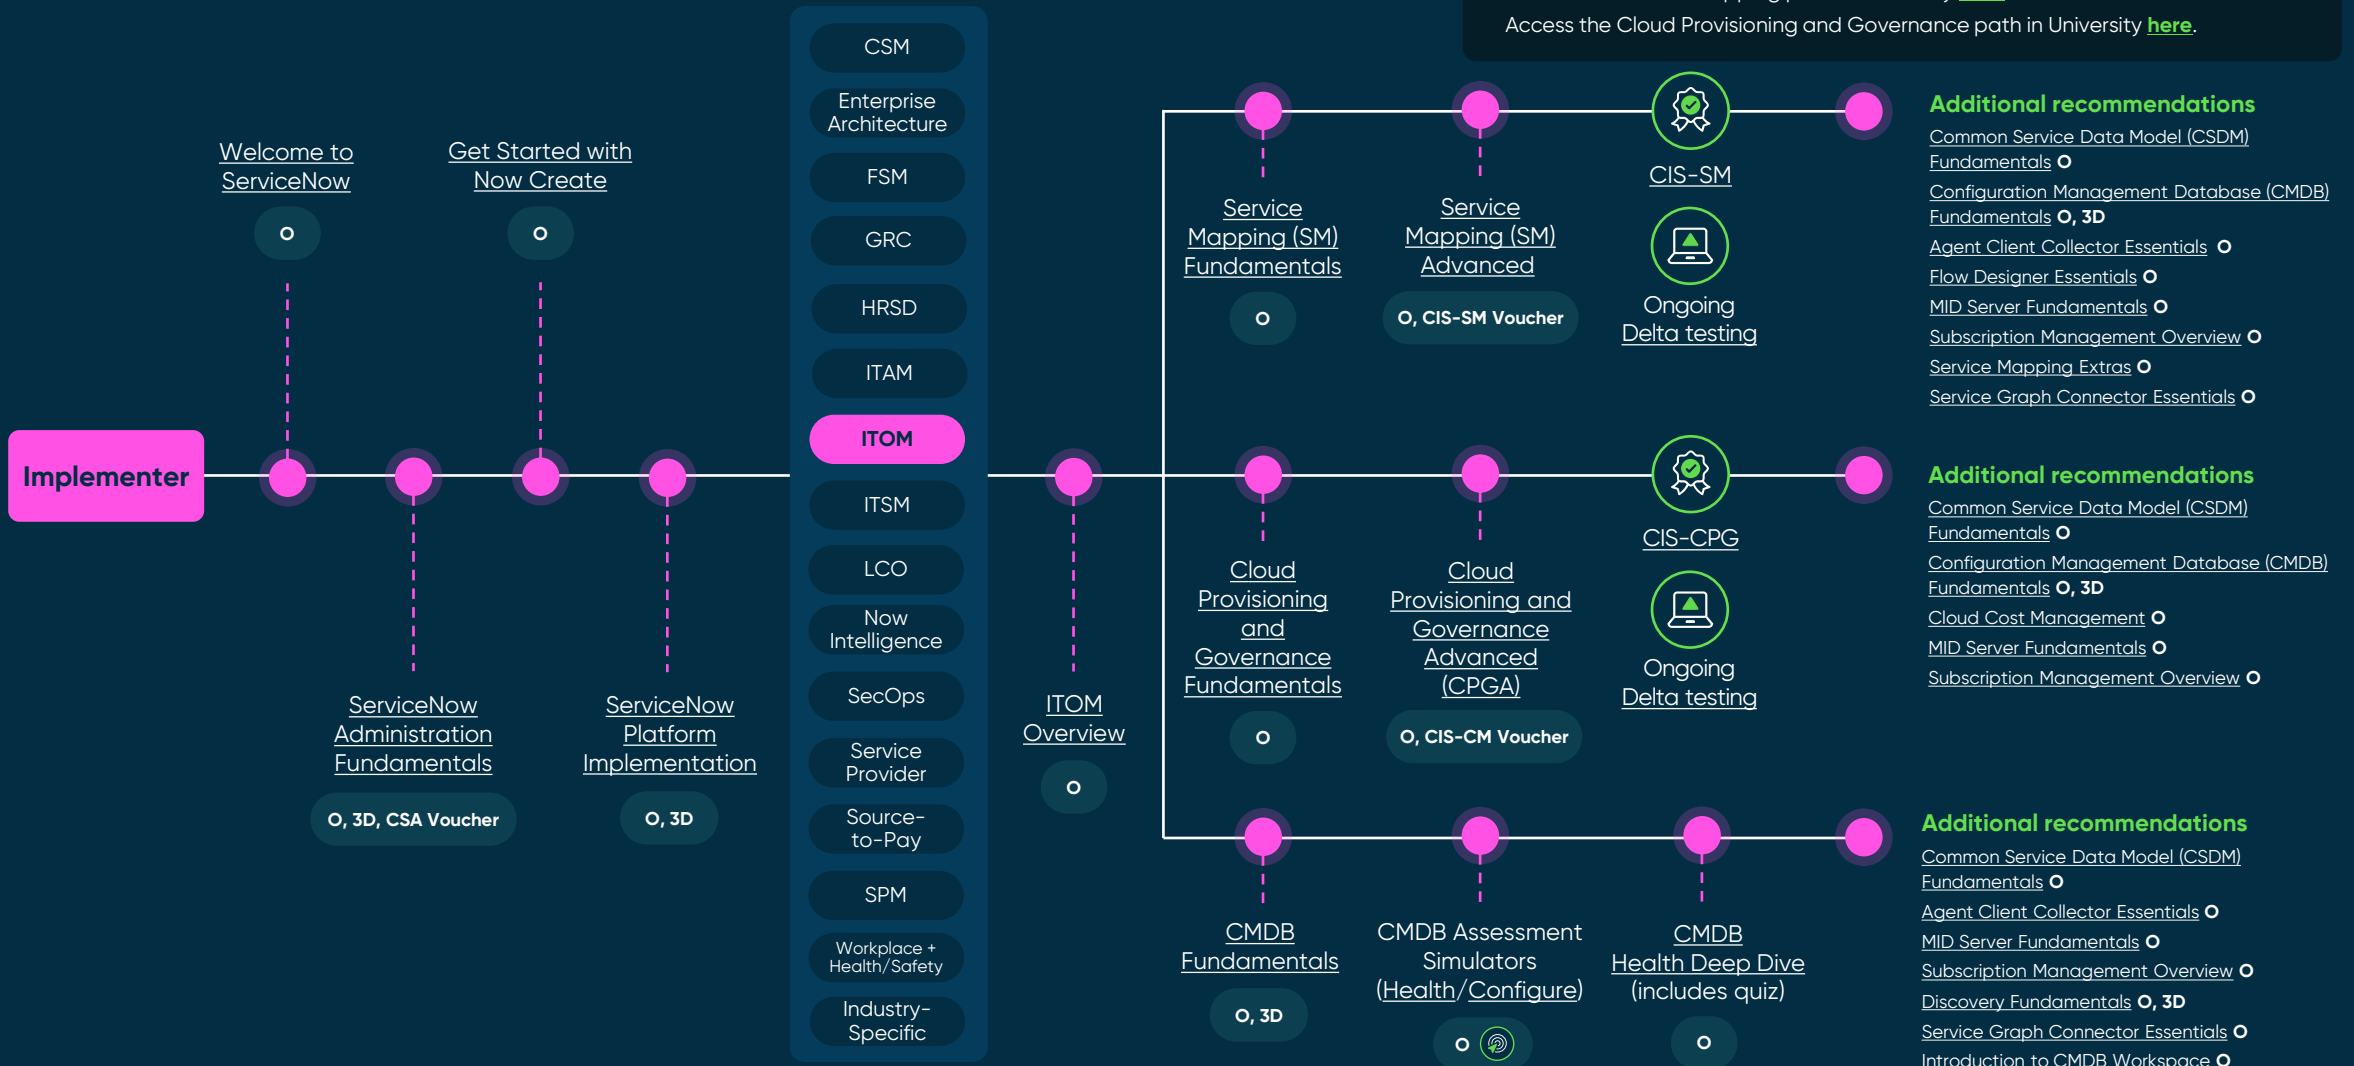 Access the Cloud Provisioning and Governance path in University here.
Implementer
Welcome to
ServiceNow
O
ServiceNow
Administration
Fundamentals
O, 3D, CSA Voucher
Get Started with
Now Create
O
ServiceNow
Platform
Implementation
O, 3D
CSM
Enterprise
Architecture
FSM
GRC
HRSD
ITAM
ITOM
ITSM
LCO
Now
Intelligence
SecOps
Service
Provider
Source-
to-Pay
SPM
Workplace +
Health/Safety
Industry-
Specific
ITOM
Overview
O
Service
Mapping (SM)
Fundamentals
O
Service
Mapping (SM)
Advanced
O, CIS-SM Voucher
CIS-SM
Ongoing
Delta testing
Additional recommendations
Common Service Data Model (CSDM)
Fundamentals O
Configuration Management Database (CMDB)
Fundamentals O, 3D
Agent Client Collector Essentials O
Flow Designer Essentials O
MID Server Fundamentals O
Subscription Management Overview O
Service Mapping Extras O
Service Graph Connector Essentials O
Cloud
Provisioning
and
Governance
Fundamentals
O
Cloud
Provisioning and
Governance
Advanced
(CPGA)
O, CIS-CM Voucher
CIS-CPG
Ongoing
Delta testing
Additional recommendations
Common Service Data Model (CSDM)
Fundamentals O
Configuration Management Database (CMDB)
Fundamentals O, 3D
Cloud Cost Management O
MID Server Fundamentals O
Subscription Management Overview O
CMDB
Fundamentals
O, 3D
CMDB Assessment
Simulators
(Health/Configure)
O
CMDB
Health Deep Dive
(includes quiz)
O
Additional recommendations
Common Service Data Model (CSDM)
Fundamentals O
Agent Client Collector Essentials O
MID Server Fundamentals O
Subscription Management Overview O
Discovery Fundamentals O, 3D
Service Graph Connector Essentials O
Introduction to CMDB Workspace O